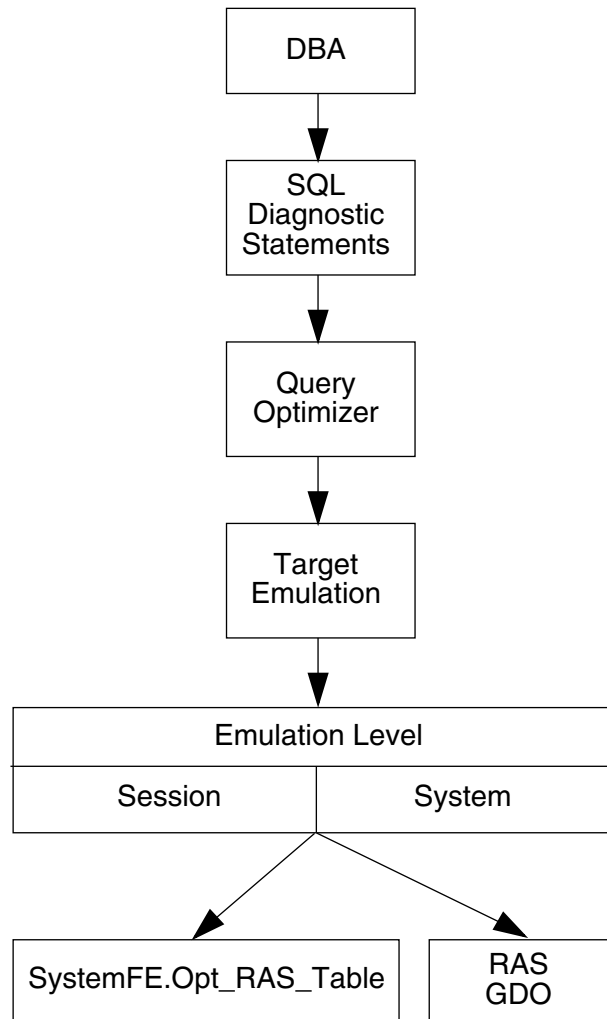 DBA
SQL
Diagnostic
Statements
Query
Optimizer
Target
Emulation
Emulation Level
Session
System
SystemFE.Opt_RAS_Table
RAS
GDO